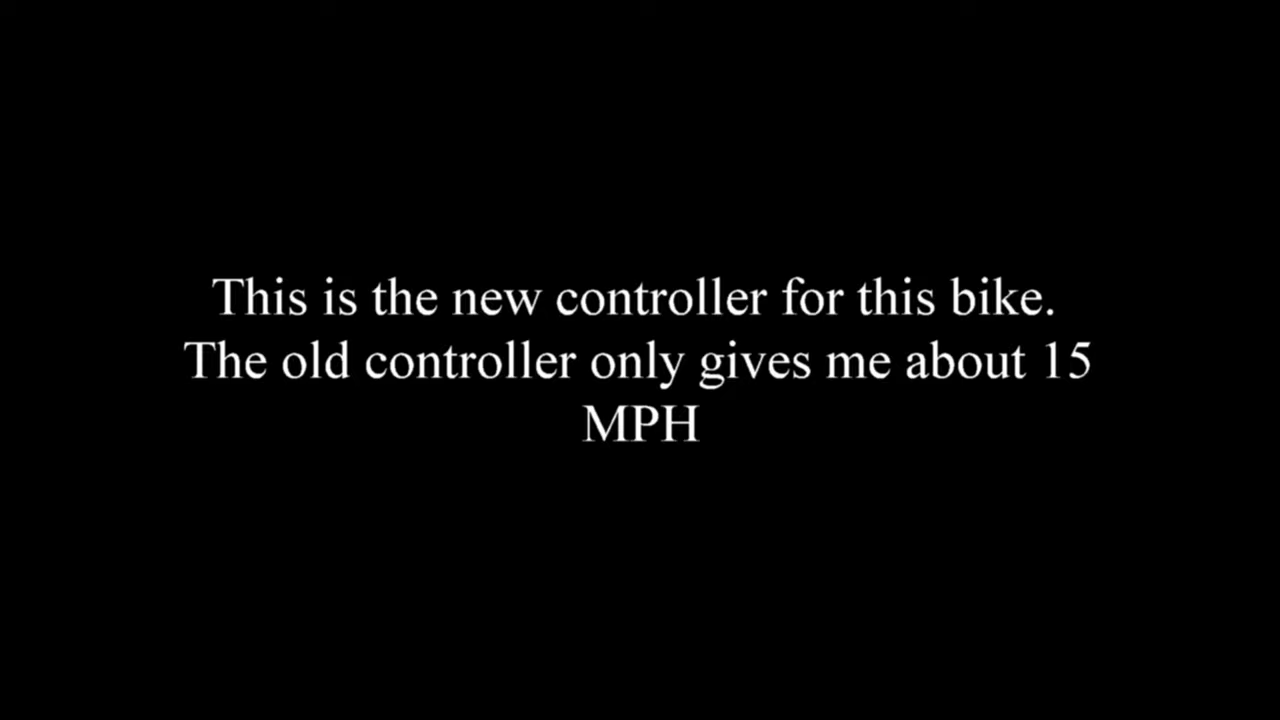 This is the new controller for this bike.
The old controller only gives me about 15
MPH